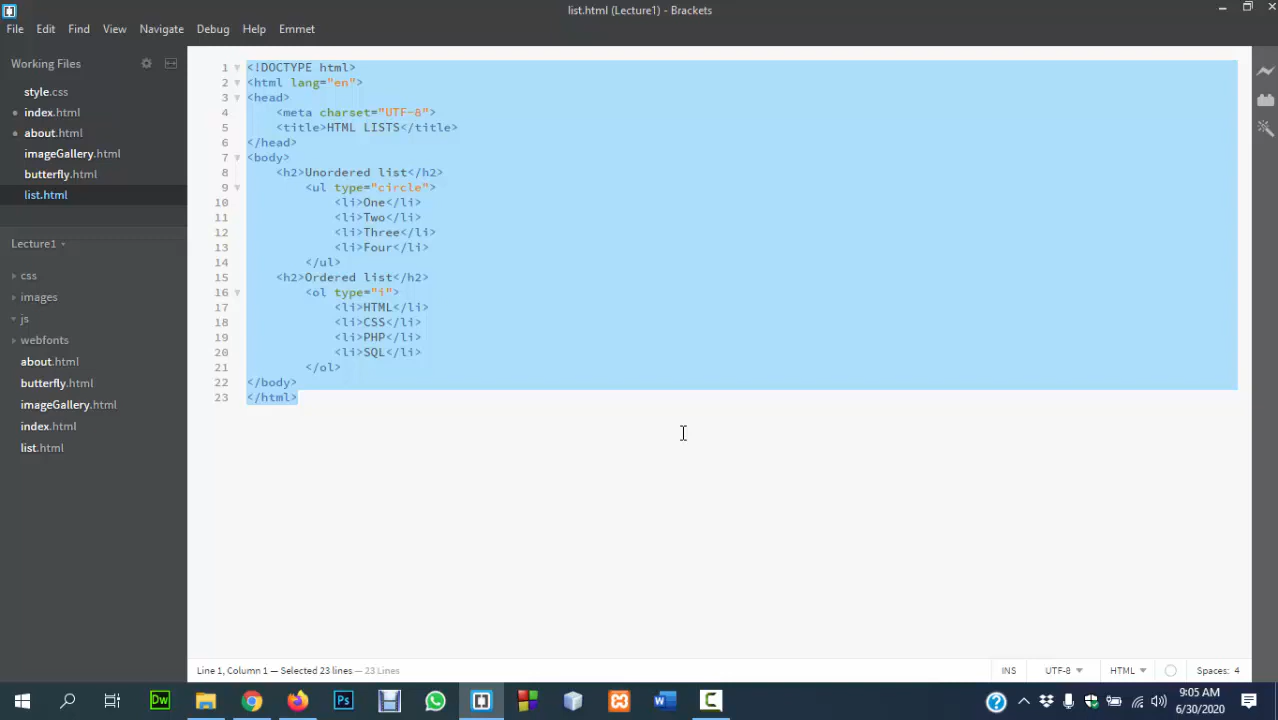 list.html (Lecture1) - Brackets
File Edit Find View Navigate Debug Help Emmet
Working Files
style.css
index.html
about.html
imageGallery.html
butterfly.html
list.html
Lecture1
css
images
js
webfonts
about.html
butterfly.html
imageGallery.html
index.html
list.html
1 <!DOCTYPE html>
2 <html lang="en">
3 <head>
4 <meta charset="UTF-8">
5 <title>HTML LISTS</title>
6 </head>
7 <body>
8 <h2>Unordered list</h2>
9 <ul type="circle">
10 <li>One</li>
11 <li>Two</li>
12 <li>Three</li>
13 <li>Four</li>
14 </ul>
15 <h2>Ordered list</h2>
16 <ol type="i">
17 <li>HTML</li>
18 <li>CSS</li>
19 <li>PHP</li>
20 <li>SQL</li>
21 </ol>
22 </body>
23 </html>
Line 1, Column 1 — Selected 23 lines — 23 Lines
INS UTF-8 HTML Spaces: 4
Dw Ps
9:05 AM
6/30/2020